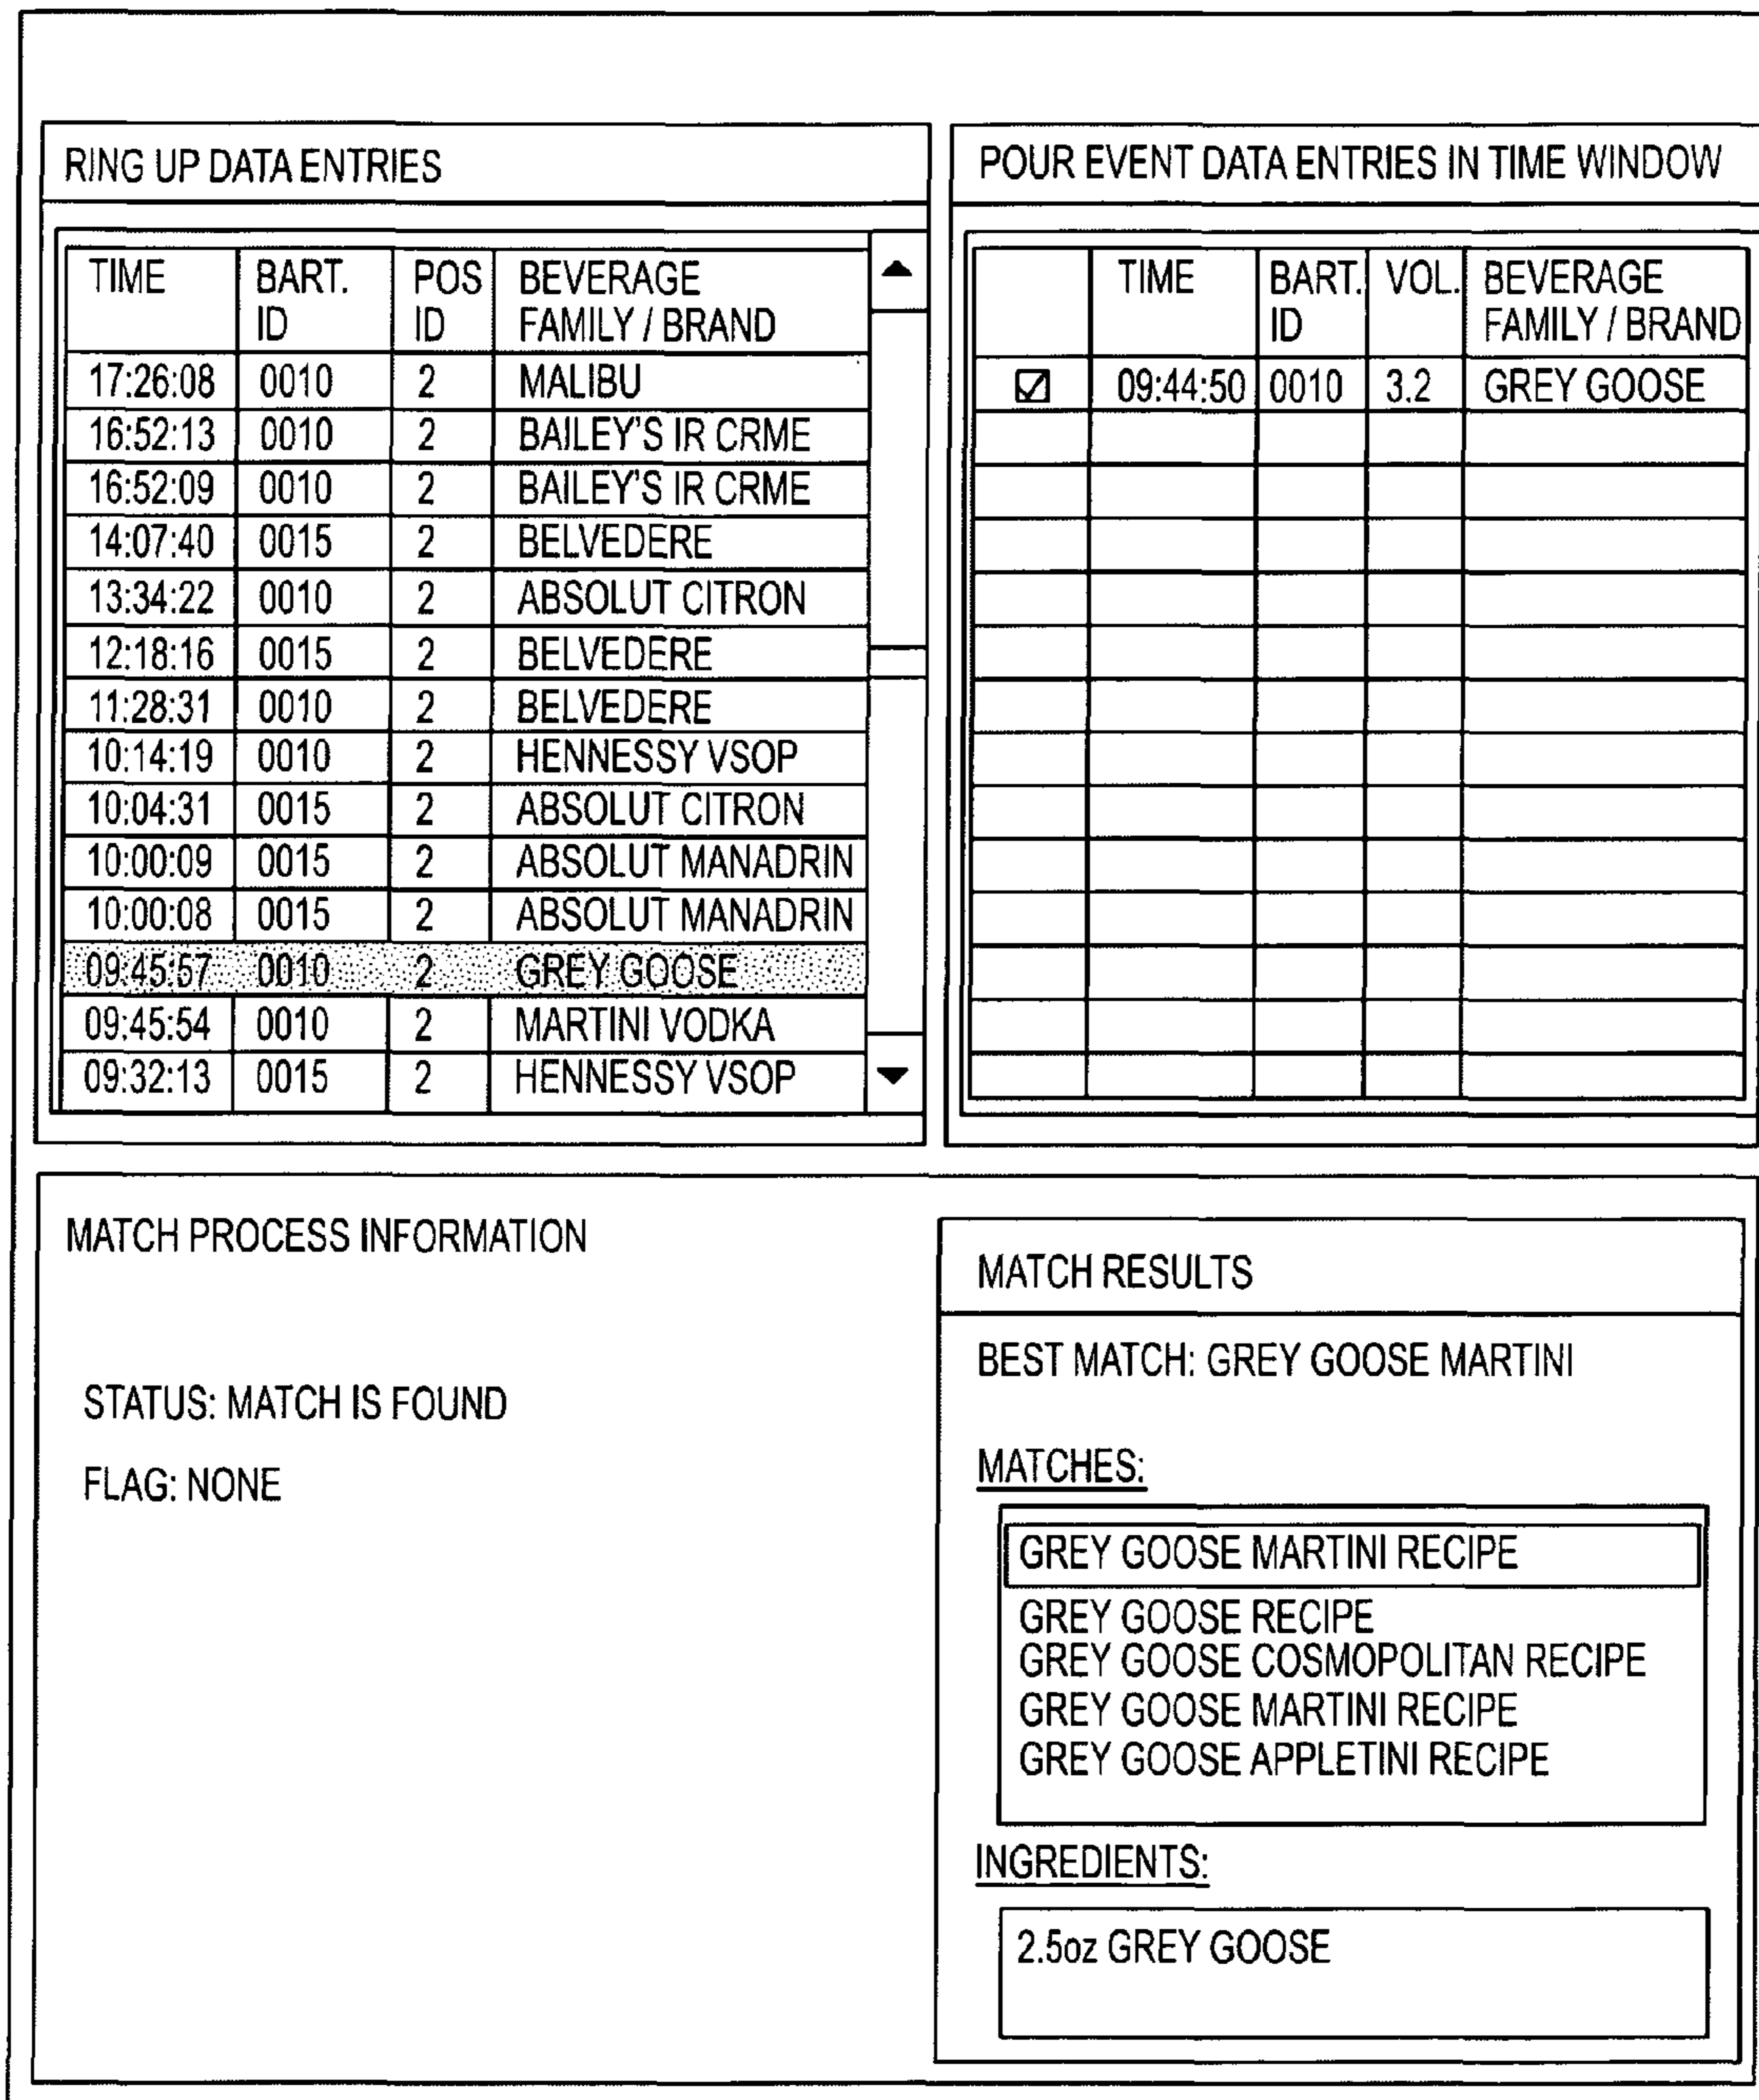 RING UP DATA ENTRIES
TIME BART. ID POS ID BEVERAGE FAMILY / BRAND
17:26:08 0010 2 MALIBU
16:52:13 0010 2 BAILEY'S IR CRME
16:52:09 0010 2 BAILEY'S IR CRME
14:07:40 0015 2 BELVEDERE
13:34:22 0010 2 ABSOLUT CITRON
12:18:16 0015 2 BELVEDERE
11:28:31 0010 2 BELVEDERE
10:14:19 0010 2 HENNESSY VSOP
10:04:31 0015 2 ABSOLUT CITRON
10:00:09 0015 2 ABSOLUT MANADRIN
10:00:08 0015 2 ABSOLUT MANADRIN
09:45:57 0010 2 GREY GOOSE
09:45:54 0010 2 MARTINI VODKA
09:32:13 0015 2 HENNESSY VSOP
POUR EVENT DATA ENTRIES IN TIME WINDOW
TIME BART. ID VOL. BEVERAGE FAMILY / BRAND
09:44:50 0010 3.2 GREY GOOSE
MATCH PROCESS INFORMATION
STATUS: MATCH IS FOUND
FLAG: NONE
MATCH RESULTS
BEST MATCH: GREY GOOSE MARTINI
MATCHES:
GREY GOOSE MARTINI RECIPE
GREY GOOSE RECIPE
GREY GOOSE COSMOPOLITAN RECIPE
GREY GOOSE MARTINI RECIPE
GREY GOOSE APPLETINI RECIPE
INGREDIENTS:
2.5oz GREY GOOSE